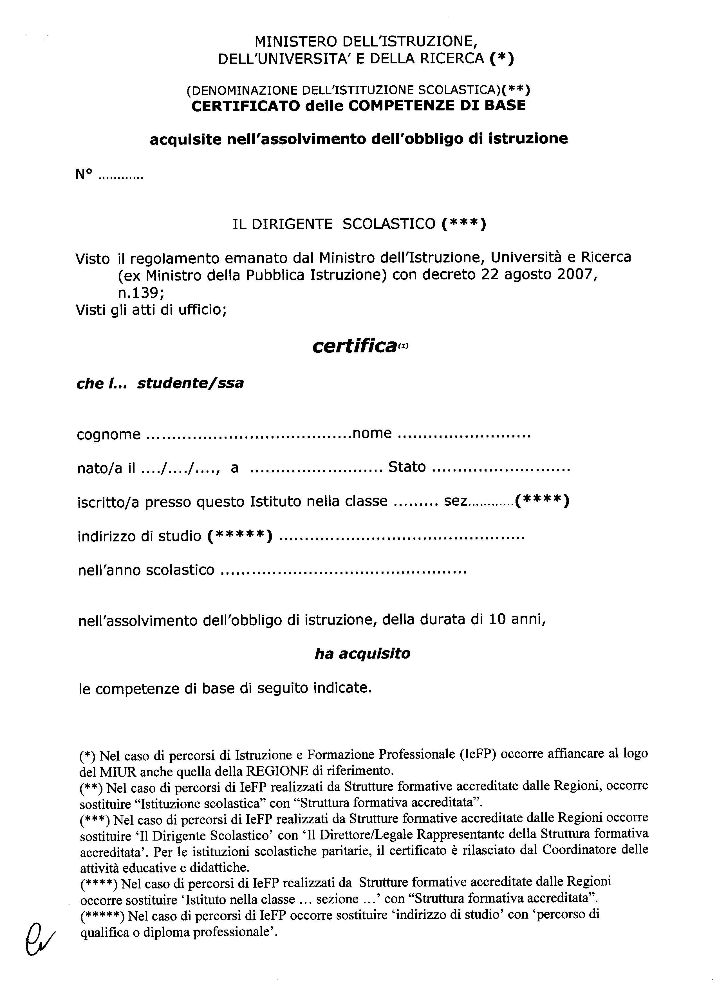 MINISTERO DELL'ISTRUZIONE,
DELL'UNIVERSITA' E DELLA RICERCA (*)
(DENOMINAZIONE DELL'ISTITUZIONE SCOLASTICA)(**)
CERTIFICATO delle COMPETENZE DI BASE
acquisite nell'assolvimento dell'obbligo di istruzione
N° ............
IL DIRIGENTE SCOLASTICO (***)
Visto il regolamento emanato dal Ministro dell'Istruzione, Università e Ricerca
(ex Ministro della Pubblica Istruzione) con decreto 22 agosto 2007,
n.139;
Visti gli atti di ufficio;
certifica(1)
che l... studente/ssa
cognome ........................................nome ..........................
nato/a il ..../..../...., a .......................... Stato ...........................
iscritto/a presso questo Istituto nella classe ......... sez............(****)
indirizzo di studio (*****) ................................................
nell'anno scolastico ................................................
nell'assolvimento dell'obbligo di istruzione, della durata di 10 anni,
ha acquisito
le competenze di base di seguito indicate.
(*) Nel caso di percorsi di Istruzione e Formazione Professionale (IeFP) occorre affiancare al logo
del MIUR anche quella della REGIONE di riferimento.
(**) Nel caso di percorsi di IeFP realizzati da Strutture formative accreditate dalle Regioni, occorre
sostituire “Istituzione scolastica” con “Struttura formativa accreditata”.
(***) Nel caso di percorsi di IeFP realizzati da Strutture formative accreditate dalle Regioni occorre
sostituire ‘Il Dirigente Scolastico’ con ‘Il Direttore/Legale Rappresentante della Struttura formativa
accreditata’. Per le istituzioni scolastiche paritarie, il certificato è rilasciato dal Coordinatore delle
attività educative e didattiche.
(****) Nel caso di percorsi di IeFP realizzati da Strutture formative accreditate dalle Regioni
occorre sostituire ‘Istituto nella classe ... sezione ...’ con “Struttura formativa accreditata”.
(*****) Nel caso di percorsi di IeFP occorre sostituire ‘indirizzo di studio’ con ‘percorso di
qualifica o diploma professionale’.